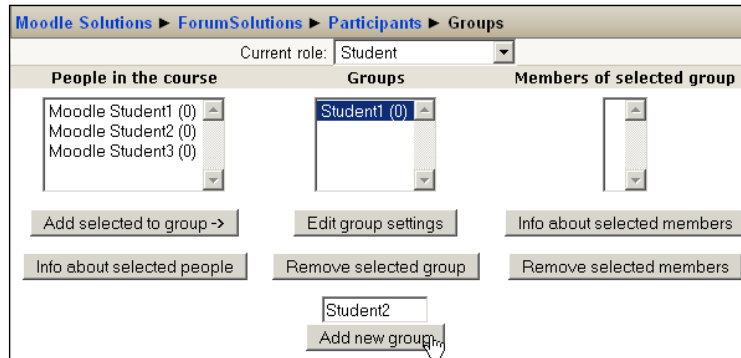 Moodle Solutions ► ForumSolutions ► Participants ► Groups
Current role: Student
People in the course Groups Members of selected group
Moodle Student1 (0) Student1 (0)
Moodle Student2 (0)
Moodle Student3 (0)
Add selected to group -> Edit group settings Info about selected members
Info about selected people Remove selected group Remove selected members
Student2
Add new group